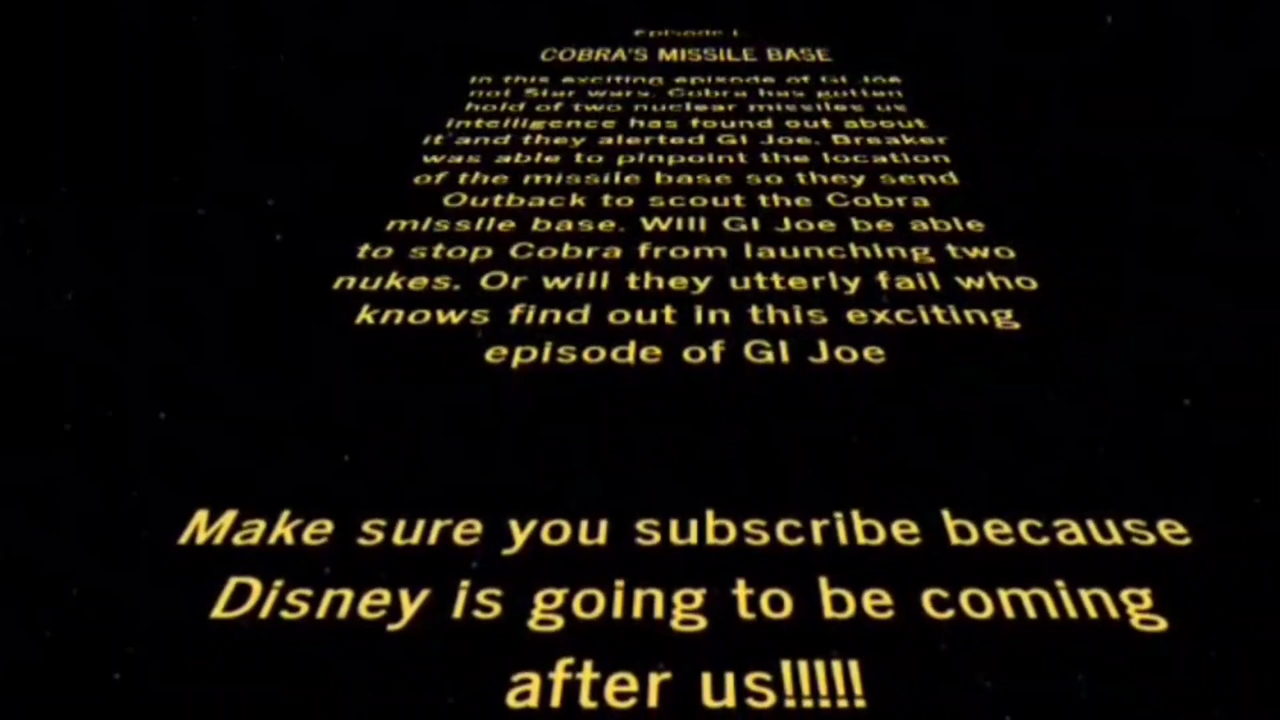 Episode I
COBRA'S MISSILE BASE
In this exciting episode of GI Joe
not Star wars. Cobra has gotten
hold of two nuclear missiles us
intelligence has found out about
it and they alerted GI Joe. Breaker
was able to pinpoint the location
of the missile base so they send
Outback to scout the Cobra
missile base. Will GI Joe be able
to stop Cobra from launching two
nukes. Or will they utterly fail who
knows find out in this exciting
episode of GI Joe
Make sure you subscribe because
Disney is going to be coming
after us!!!!!